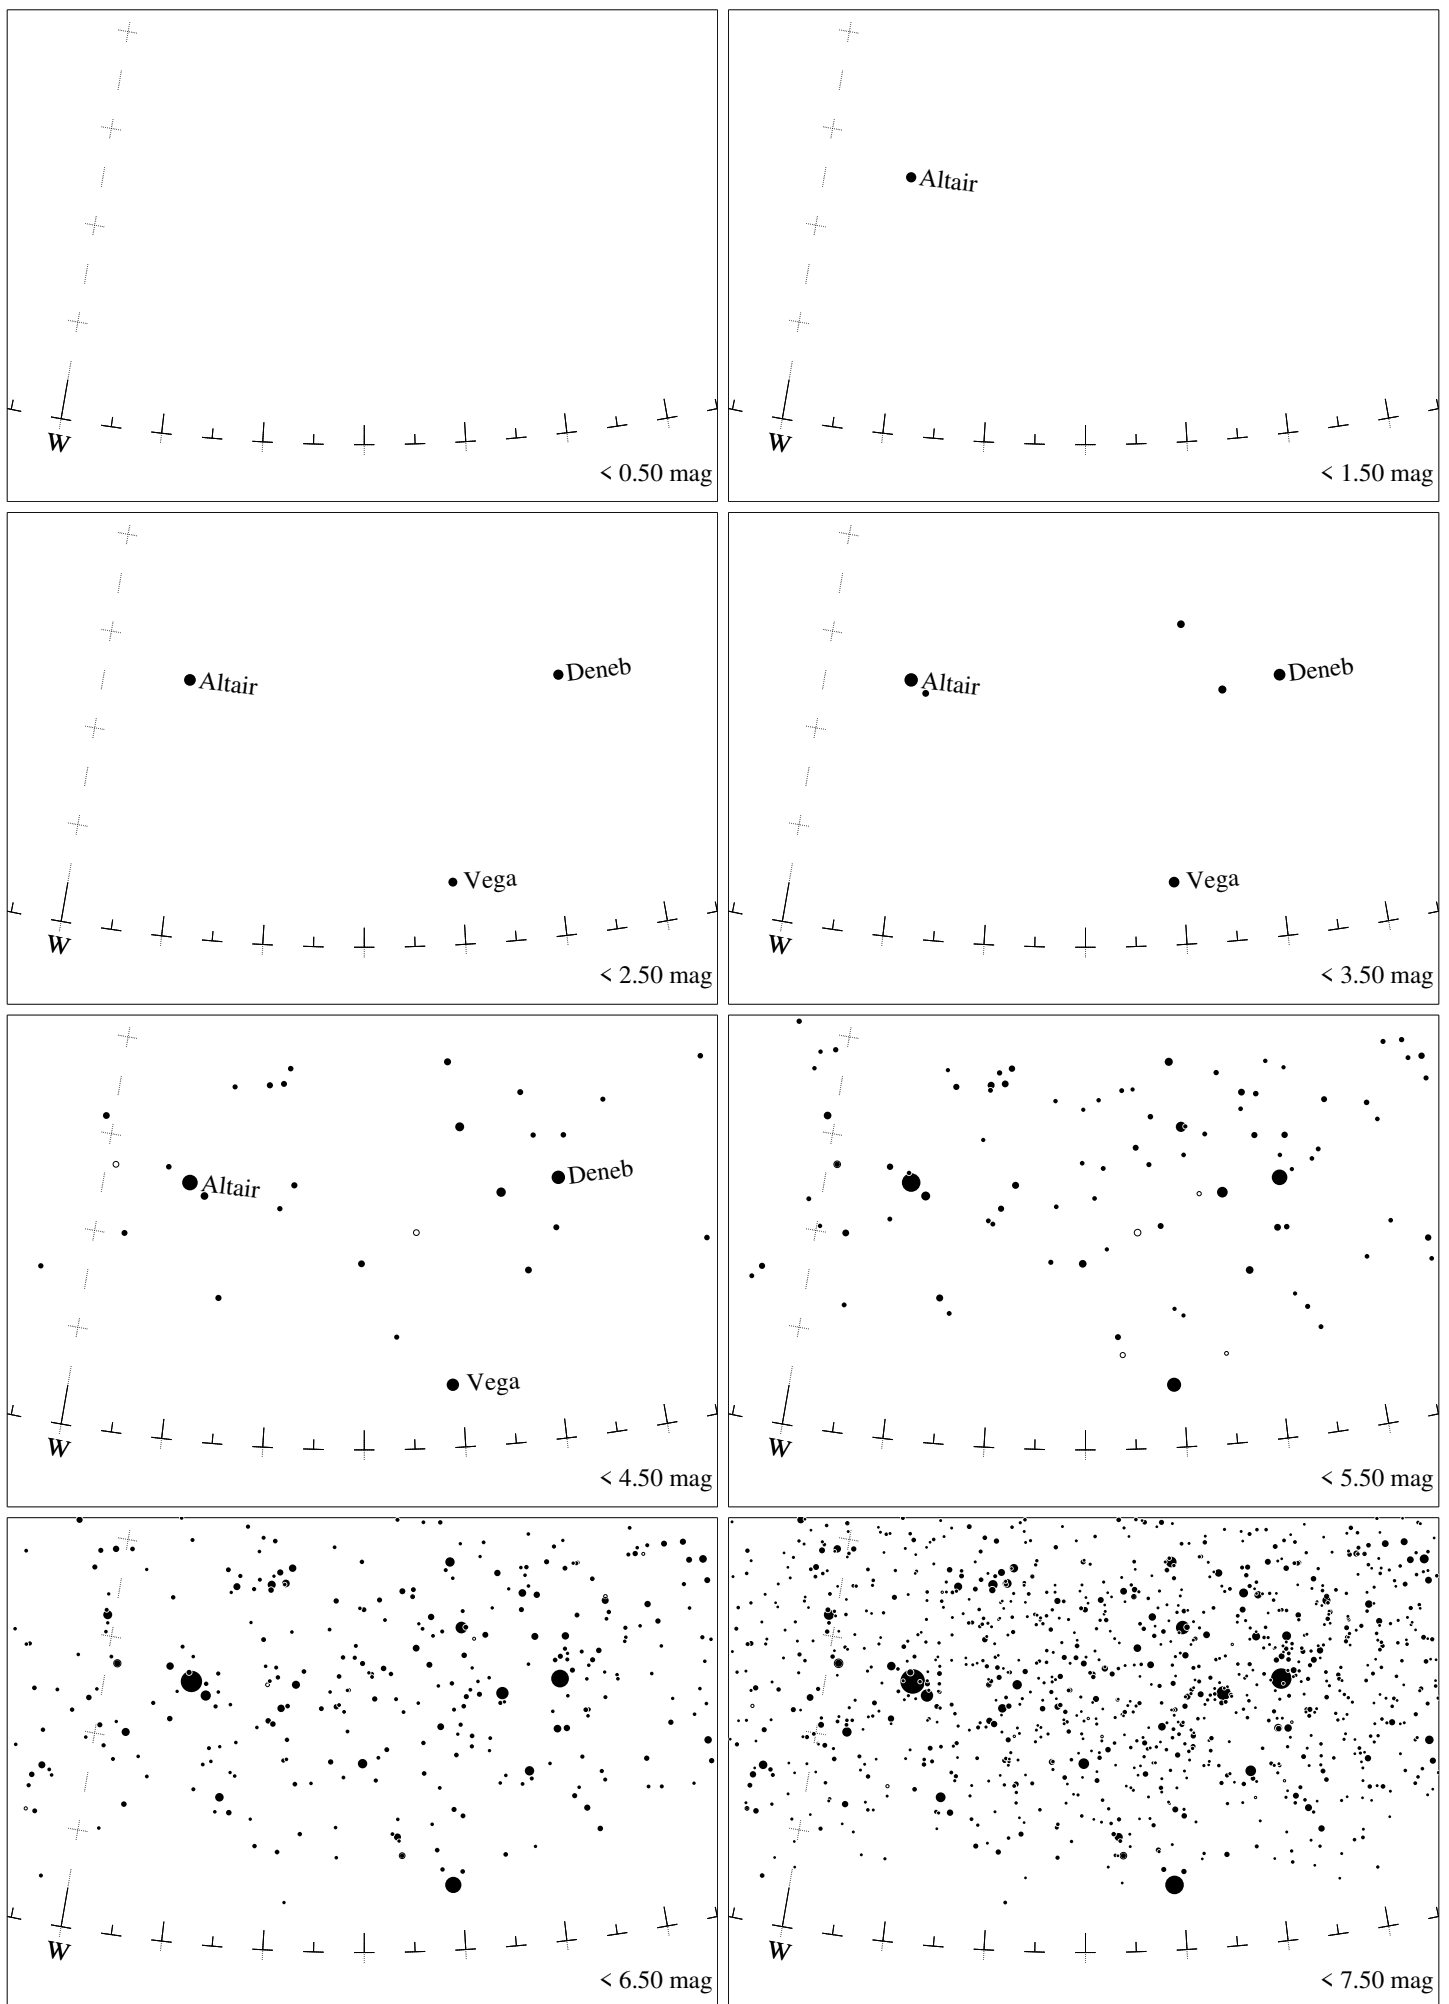 W
< 0.50 mag
Altair
W
< 1.50 mag
Deneb
Altair
Vega
W
< 2.50 mag
Deneb
Altair
Vega
W
< 3.50 mag
Deneb
Altair
Vega
W
< 4.50 mag
W
< 5.50 mag
W
< 6.50 mag
W
< 7.50 mag